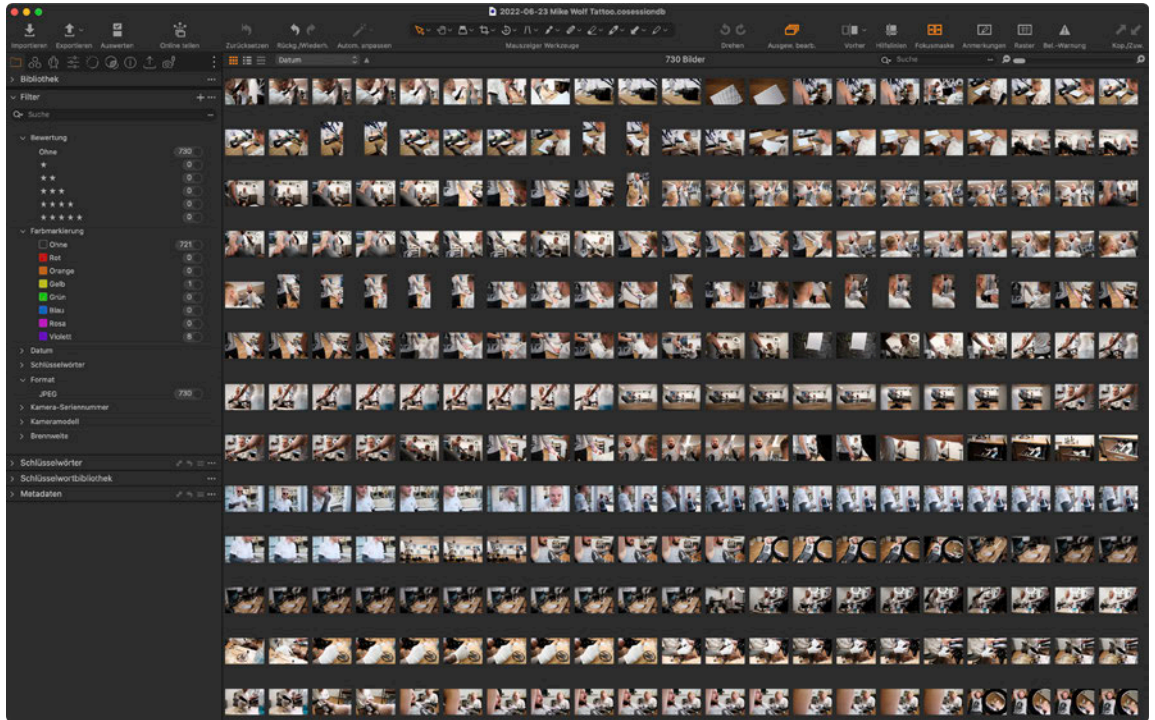 2022-06-23 Mike Wolf Tattoo.cosessiondb
Importieren Exportieren Auswerten Online teilen Zurücksetzen Rückg./Wiederh. Autom. anpassen Mauszeiger Werkzeuge Drehen Ausgew. bearb. Vorher Hilfslinien Fokusmaske Anmerkungen Raster Bel.-Warnung Kop./Zuw.
Datum 730 Bilder Suche
Bibliothek
Filter
Suche
Bewertung
Ohne 730
★ 0
★★ 0
★★★ 0
★★★★ 0
★★★★★ 0
Farbmarkierung
Ohne 721
Rot 0
Orange 0
Gelb 1
Grün 0
Blau 0
Rosa 0
Violett 8
Datum
Schlüsselwörter
Format
JPEG 730
Kamera-Seriennummer
Kameramodell
Brennweite
Schlüsselwörter
Schlüsselwortbibliothek
Metadaten